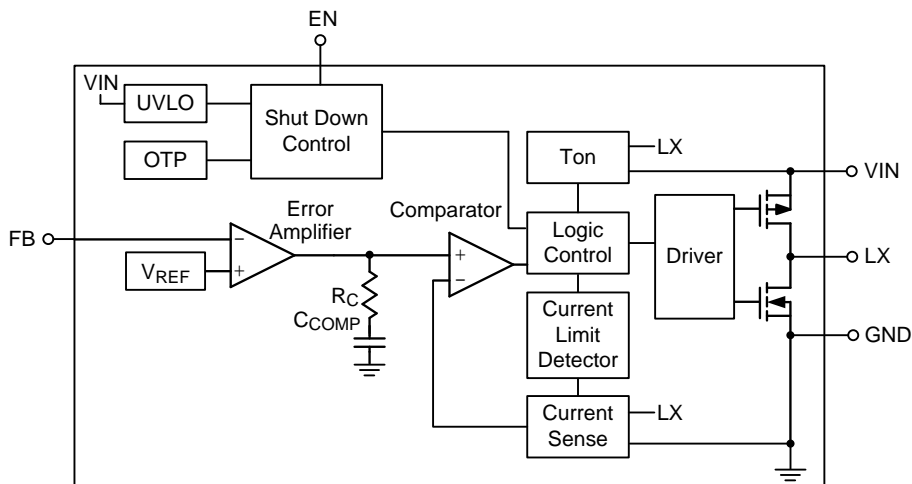 EN
VIN
UVLO
Shut Down
Control
OTP
Ton
LX
VIN
Error
Amplifier
Comparator
FB
−
+
VREF
+
−
Logic
Control
Driver
LX
RC
CCOMP
Current
Limit
Detector
GND
Current
Sense
LX